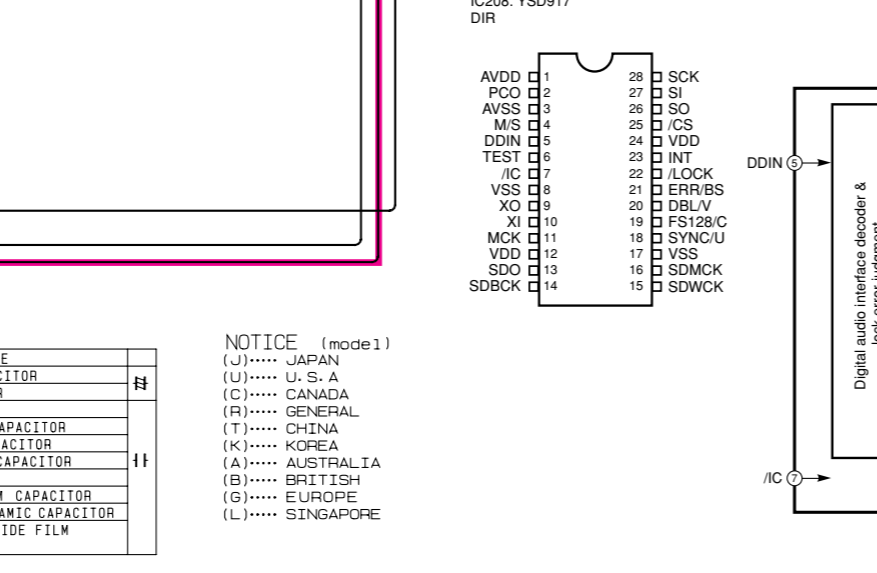 IC208: YSD917
DIR
AVDD 1 28 SCK
PCO 2 27 SI
AVSS 3 26 SO
M/S 4 25 /CS
DDIN 5 24 VDD
TEST 6 23 INT
/IC 7 22 /LOCK
VSS 8 21 ERR/BS
XO 9 20 DBL/V
XI 10 19 FS128/C
MCK 11 18 SYNC/U
VDD 12 17 VSS
SDO 13 16 SDMCK
SDBCK 14 15 SDWCK
DDIN 5
Digital audio interface decoder &
lock error judgment
/IC 7
E
CITOR
R
APACITOR
ACITOR
CAPACITOR
M CAPACITOR
AMIC CAPACITOR
IDE FILM
NOTICE (model)
(J)..... JAPAN
(U)..... U.S.A
(C)..... CANADA
(R)..... GENERAL
(T)..... CHINA
(K)..... KOREA
(A)..... AUSTRALIA
(B)..... BRITISH
(G)..... EUROPE
(L)..... SINGAPORE